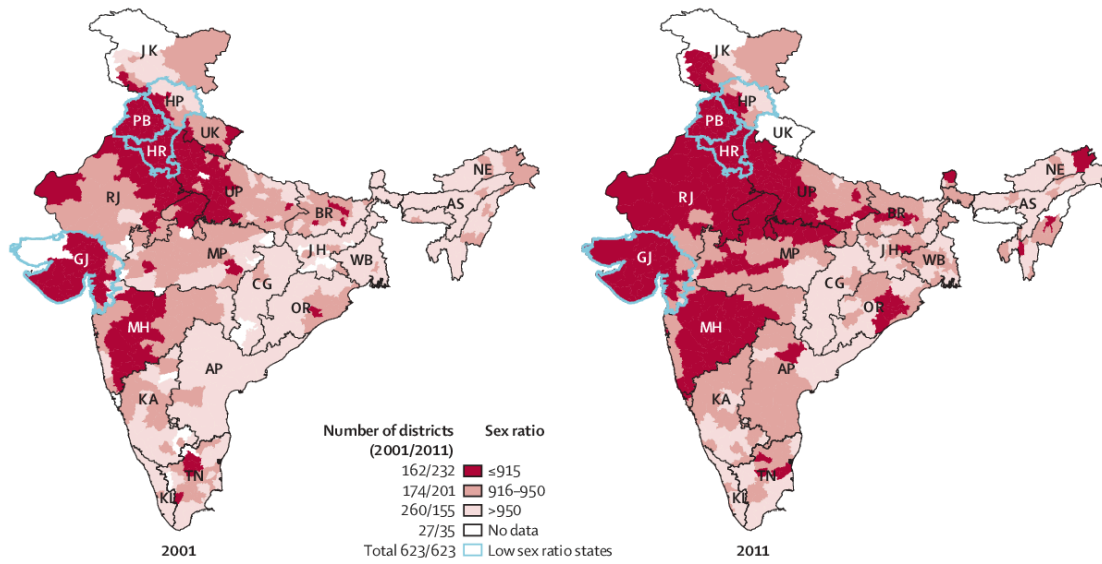 JK
HP
PB
UK
HR
RJ
UP
NE
AS
BR
GJ
MP
JH
WB
CG
OR
MH
AP
KA
TN
KL
2001
JK
HP
PB
UK
HR
RJ
UP
NE
AS
BR
GJ
MP
JH
WB
CG
OR
MH
AP
KA
TN
KL
2011
Number of districts Sex ratio
(2001/2011)
162/232 ≤915
174/201 916–950
260/155 >950
27/35 No data
Total 623/623 Low sex ratio states